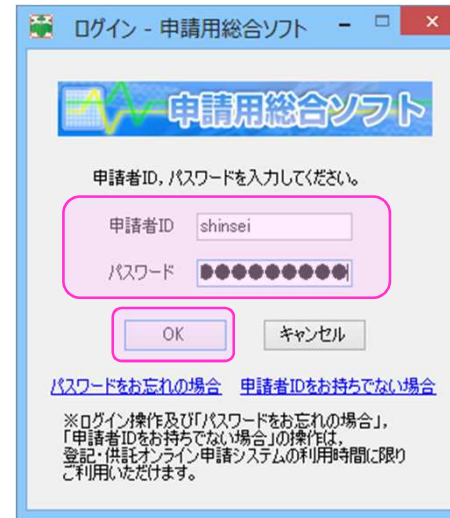 ログイン - 申請用総合ソフト
申請用総合ソフト
申請者ID, パスワードを入力してください。
申請者ID shinsei
パスワード ●●●●●●●●●
OK キャンセル
パスワードをお忘れの場合 申請者IDをお持ちでない場合
※ログイン操作及び「パスワードをお忘れの場合」,
「申請者IDをお持ちでない場合」の操作は,
登記・供託オンライン申請システムの利用時間に限り
ご利用いただけます。